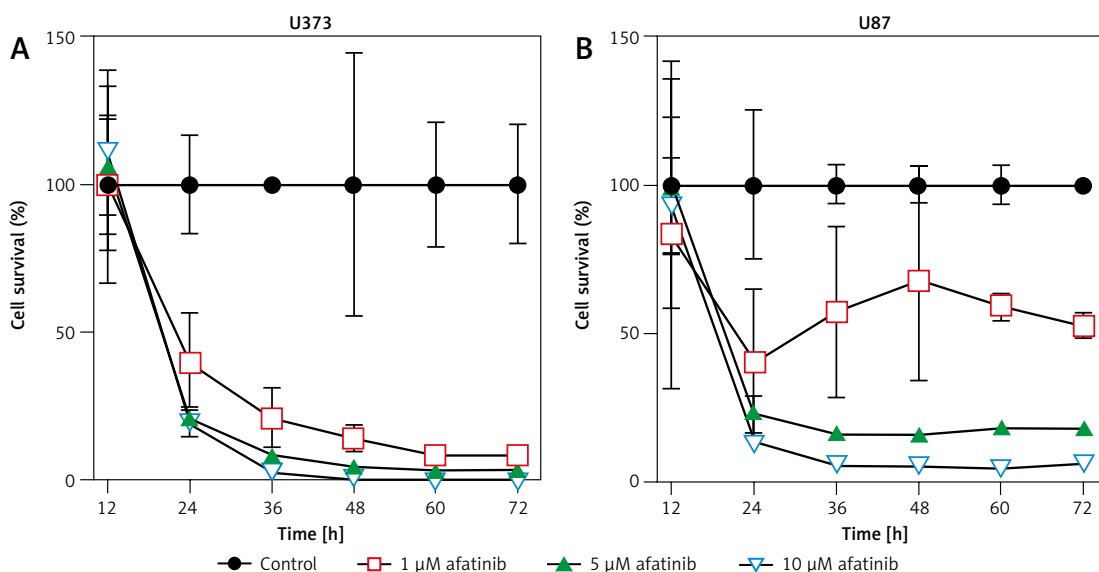 A
U373
150
100
50
0
Cell survival (%)
12 24 36 48 60 72
Time [h]
B
U87
150
100
50
0
Cell survival (%)
12 24 36 48 60 72
Time [h]
Control 1 µM afatinib 5 µM afatinib 10 µM afatinib